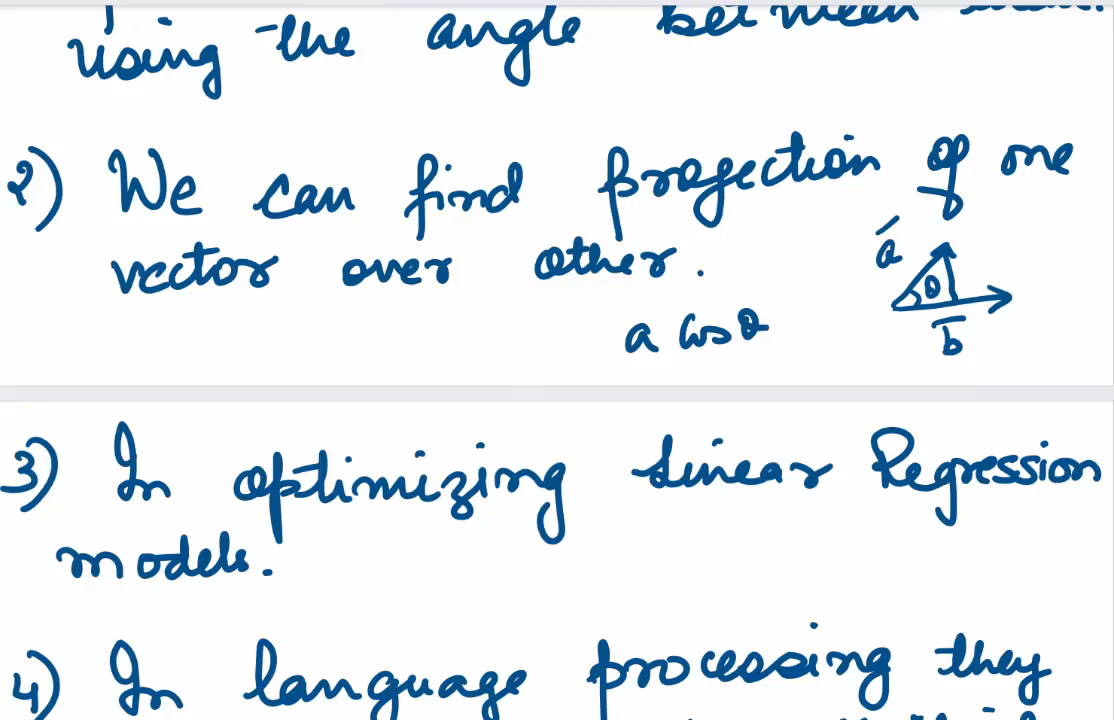 using the angle between
2) We can find projection of one
vector over other.
a cos θ
a
θ
b
3) In optimizing Linear Regression
models.
4) In language processing they